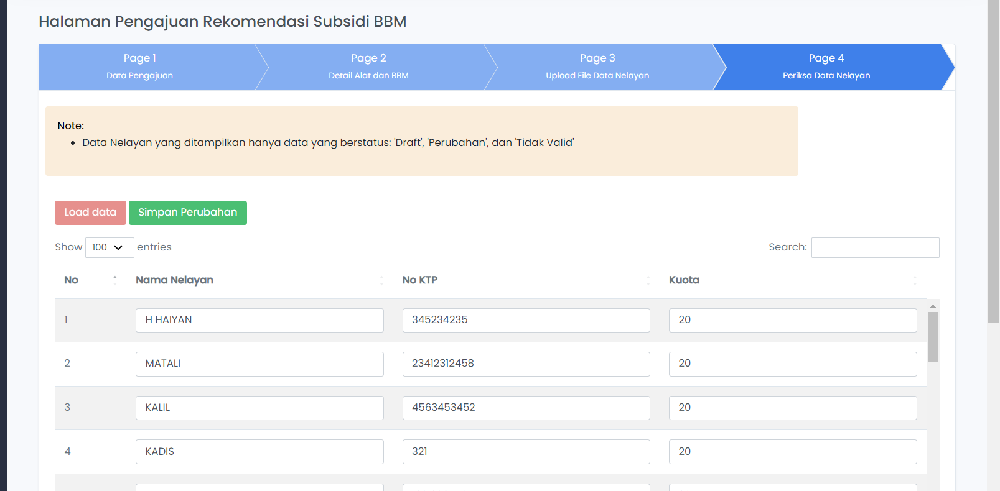 Halaman Pengajuan Rekomendasi Subsidi BBM
Page 1
Data Pengajuan
Page 2
Detail Alat dan BBM
Page 3
Upload File Data Nelayan
Page 4
Periksa Data Nelayan
Note:
Data Nelayan yang ditampilkan hanya data yang berstatus: 'Draft', 'Perubahan', dan 'Tidak Valid'
Load data Simpan Perubahan
Show 100 entries Search:
No Nama Nelayan No KTP Kuota
1 H HAIYAN 345234235 20
2 MATALI 23412312458 20
3 KALIL 4563453452 20
4 KADIS 321 20